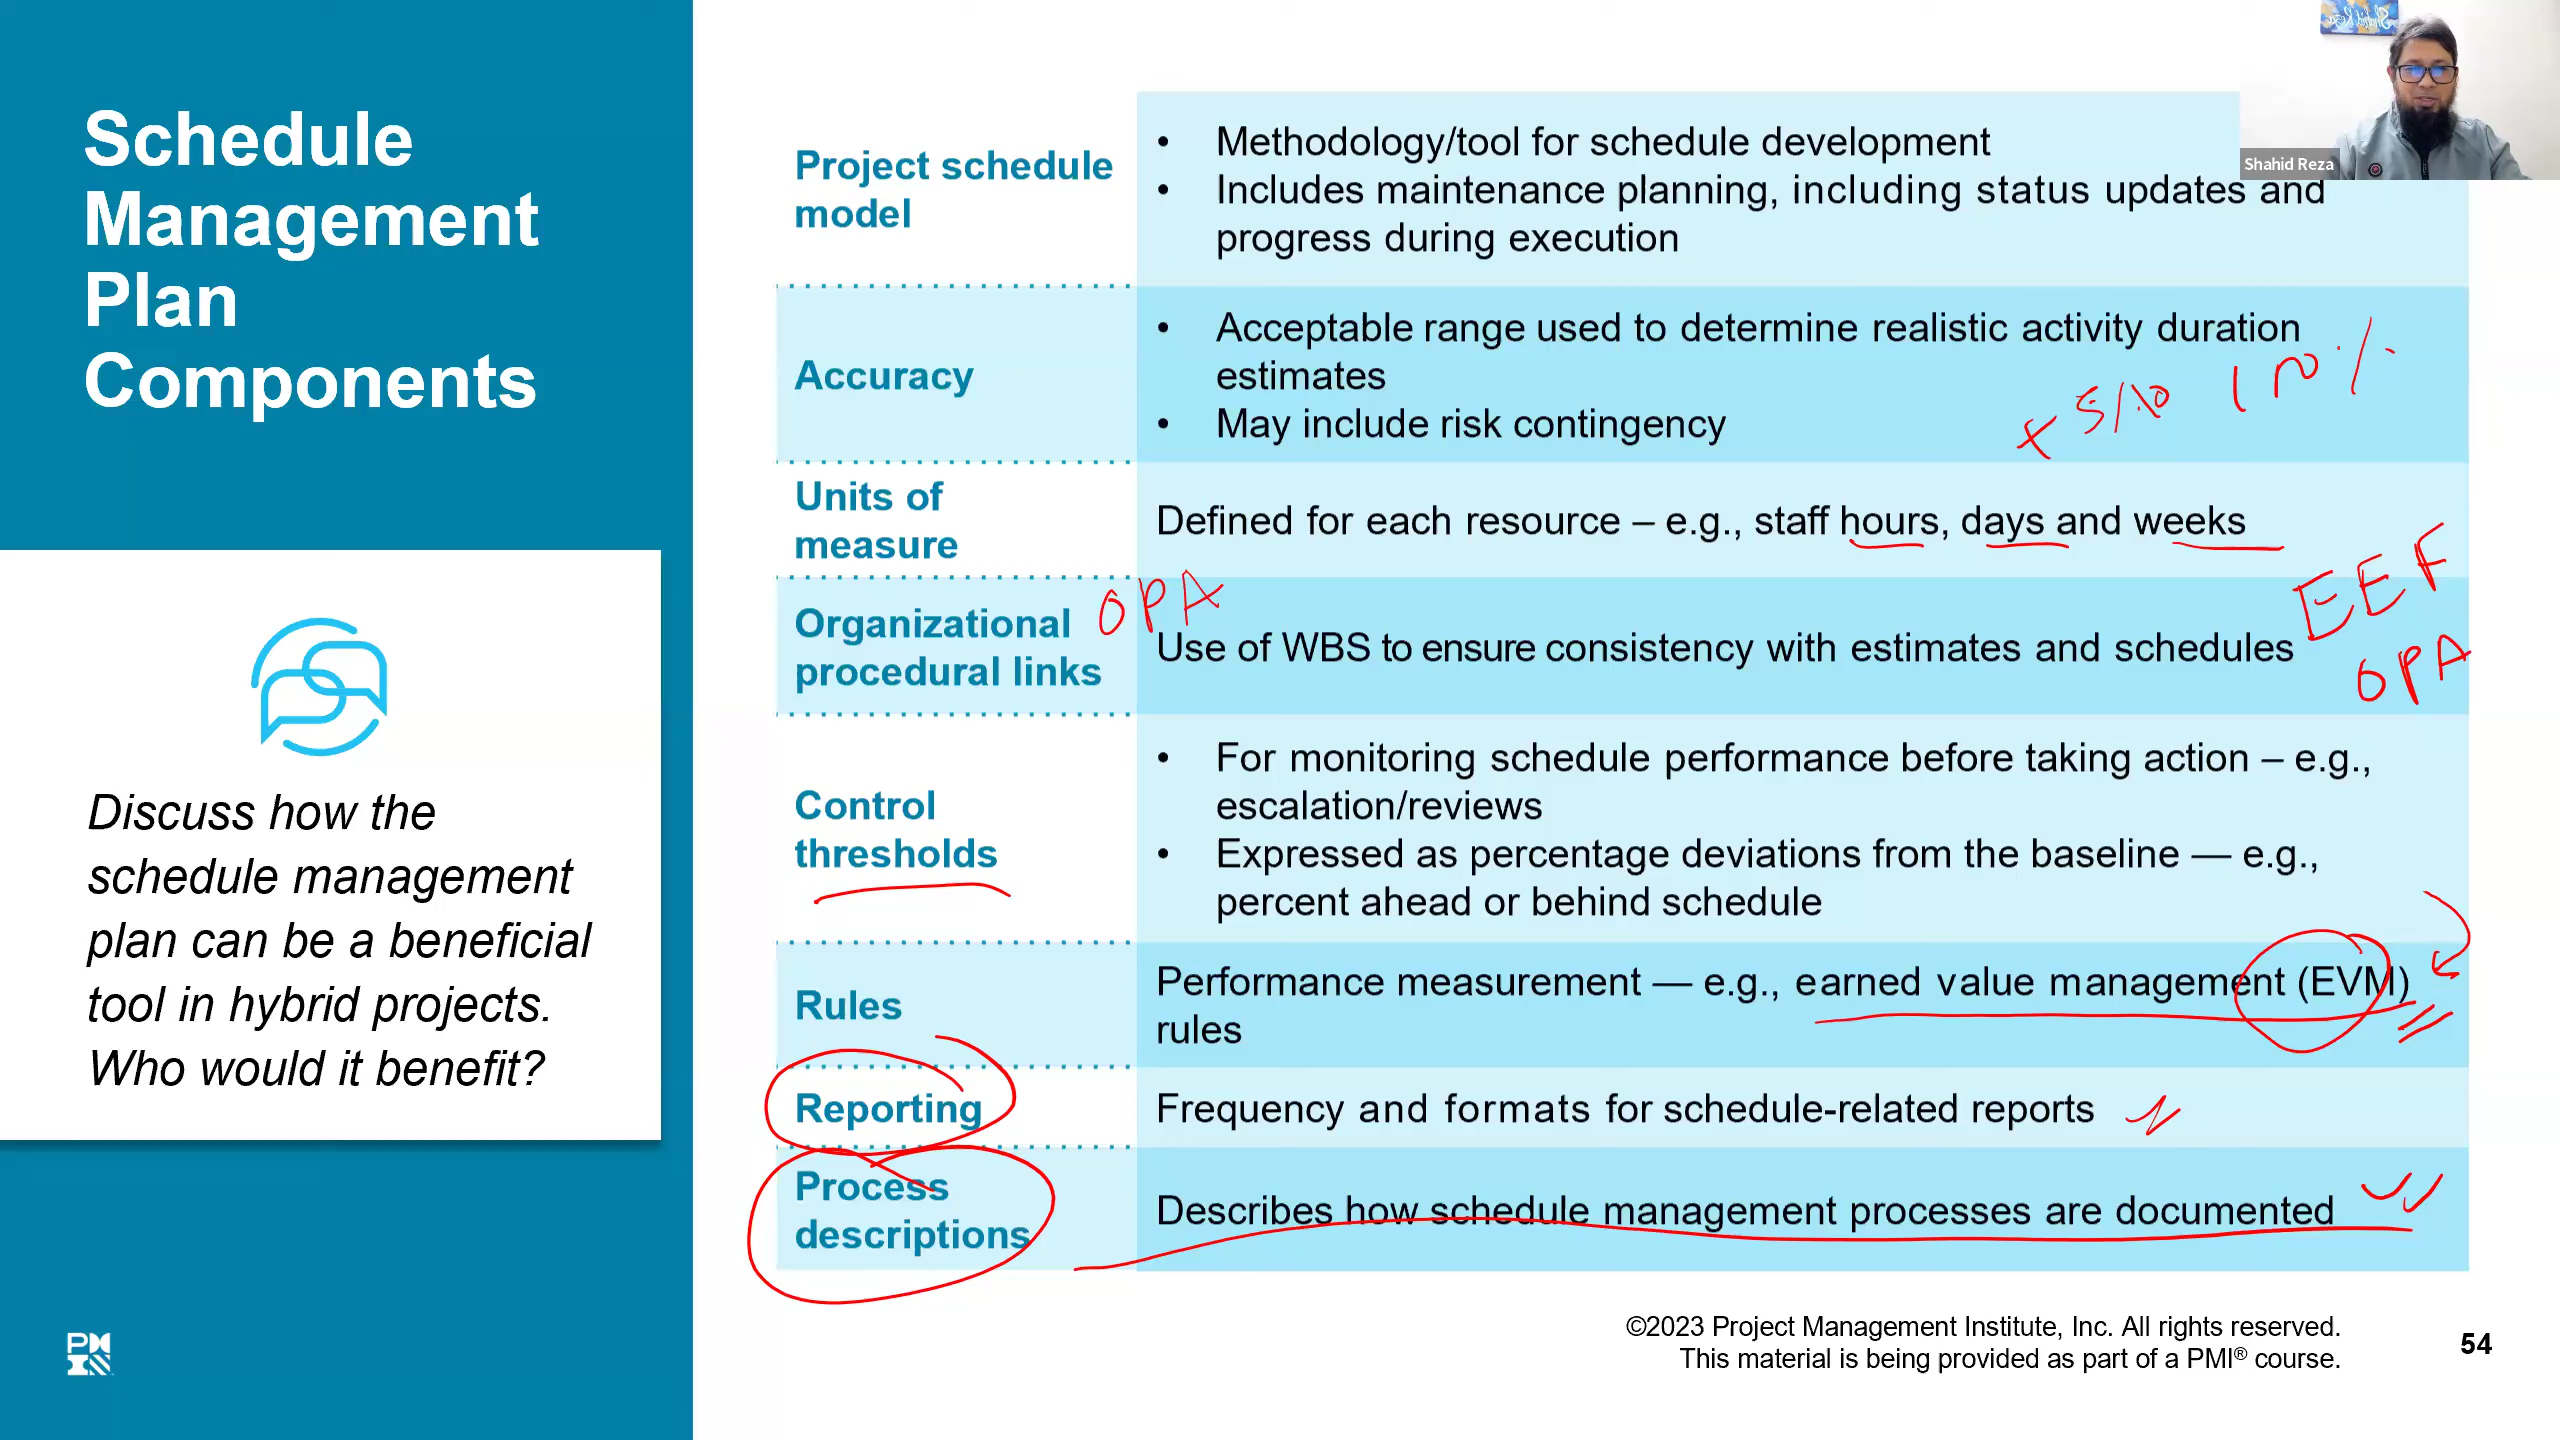 Schedule
Management
Plan
Components
Discuss how the
schedule management
plan can be a beneficial
tool in hybrid projects.
Who would it benefit?
Shahid Reza
Project schedule
model
• Methodology/tool for schedule development
• Includes maintenance planning, including status updates and
progress during execution
Accuracy
• Acceptable range used to determine realistic activity duration
estimates
• May include risk contingency
+ 5/10
Units of
measure
Defined for each resource – e.g., staff hours, days and weeks
Organizational
procedural links
OPA
Use of WBS to ensure consistency with estimates and schedules
EEF
OPA
Control
thresholds
• For monitoring schedule performance before taking action – e.g.,
escalation/reviews
• Expressed as percentage deviations from the baseline — e.g.,
percent ahead or behind schedule
Rules
Performance measurement — e.g., earned value management (EVM)
rules
Reporting
Frequency and formats for schedule-related reports
Process
descriptions
Describes how schedule management processes are documented
©2023 Project Management Institute, Inc. All rights reserved.
This material is being provided as part of a PMI® course.
54